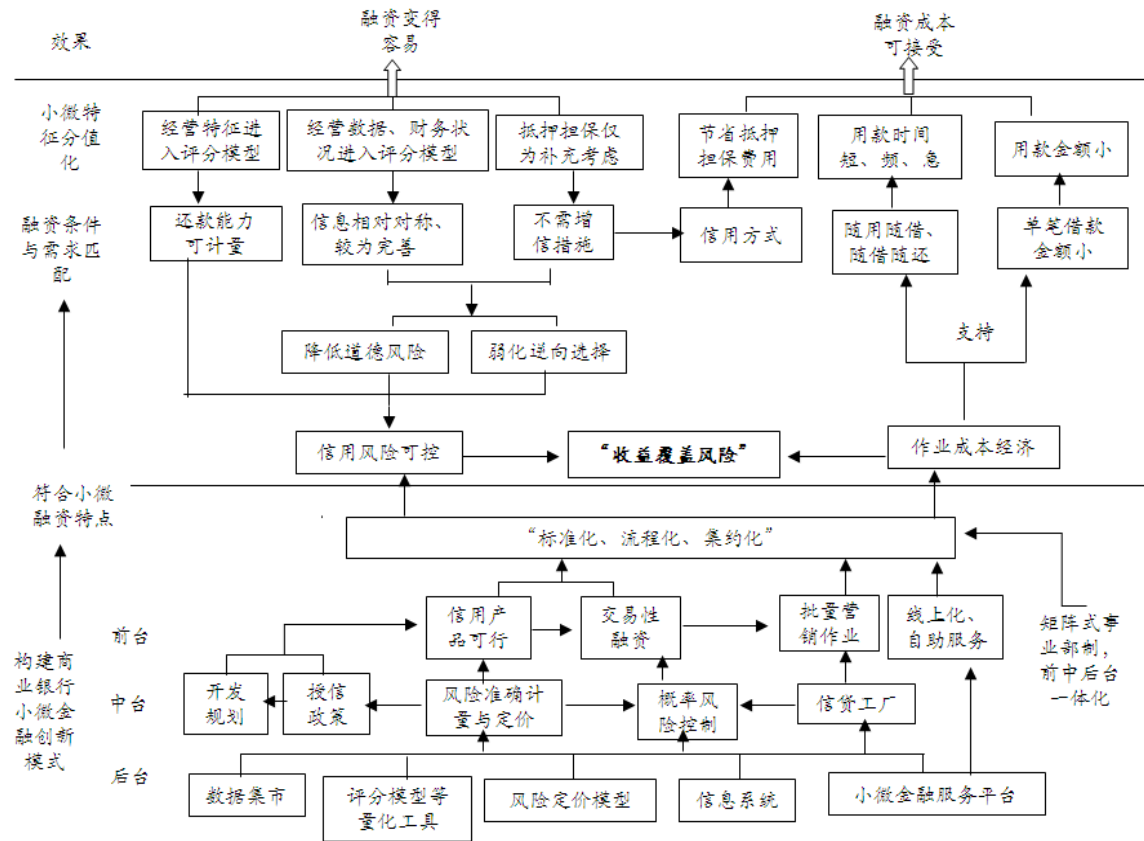 效果
融资变得
容易
融资成本
可接受
小微特
征分值
化
经营特征进
入评分模型
经营数据、财务状
况进入评分模型
抵押担保仅
为补充考虑
节省抵押
担保费用
用款时间
短、频、急
用款金额小
融资条件
与需求匹
配
还款能力
可计量
信息相对对称、
较为完善
不需增
信措施
信用方式
随用随借、
随借随还
单笔借款
金额小
降低道德风险
弱化逆向选择
支持
信用风险可控
“收益覆盖风险”
作业成本经济
符合小微
融资特点
“标准化、流程化、集约化”
前台
信用产
品可行
交易性
融资
批量营
销作业
线上化、
自助服务
矩阵式事
业部制，
前中后台
一体化
构建商
业银行
小微金
融创新
模式
中台
开发
规划
授信
政策
风险准确计
量与定价
概率风
险控制
信贷工厂
后台
数据集市
评分模型等
量化工具
风险定价模型
信息系统
小微金融服务平台